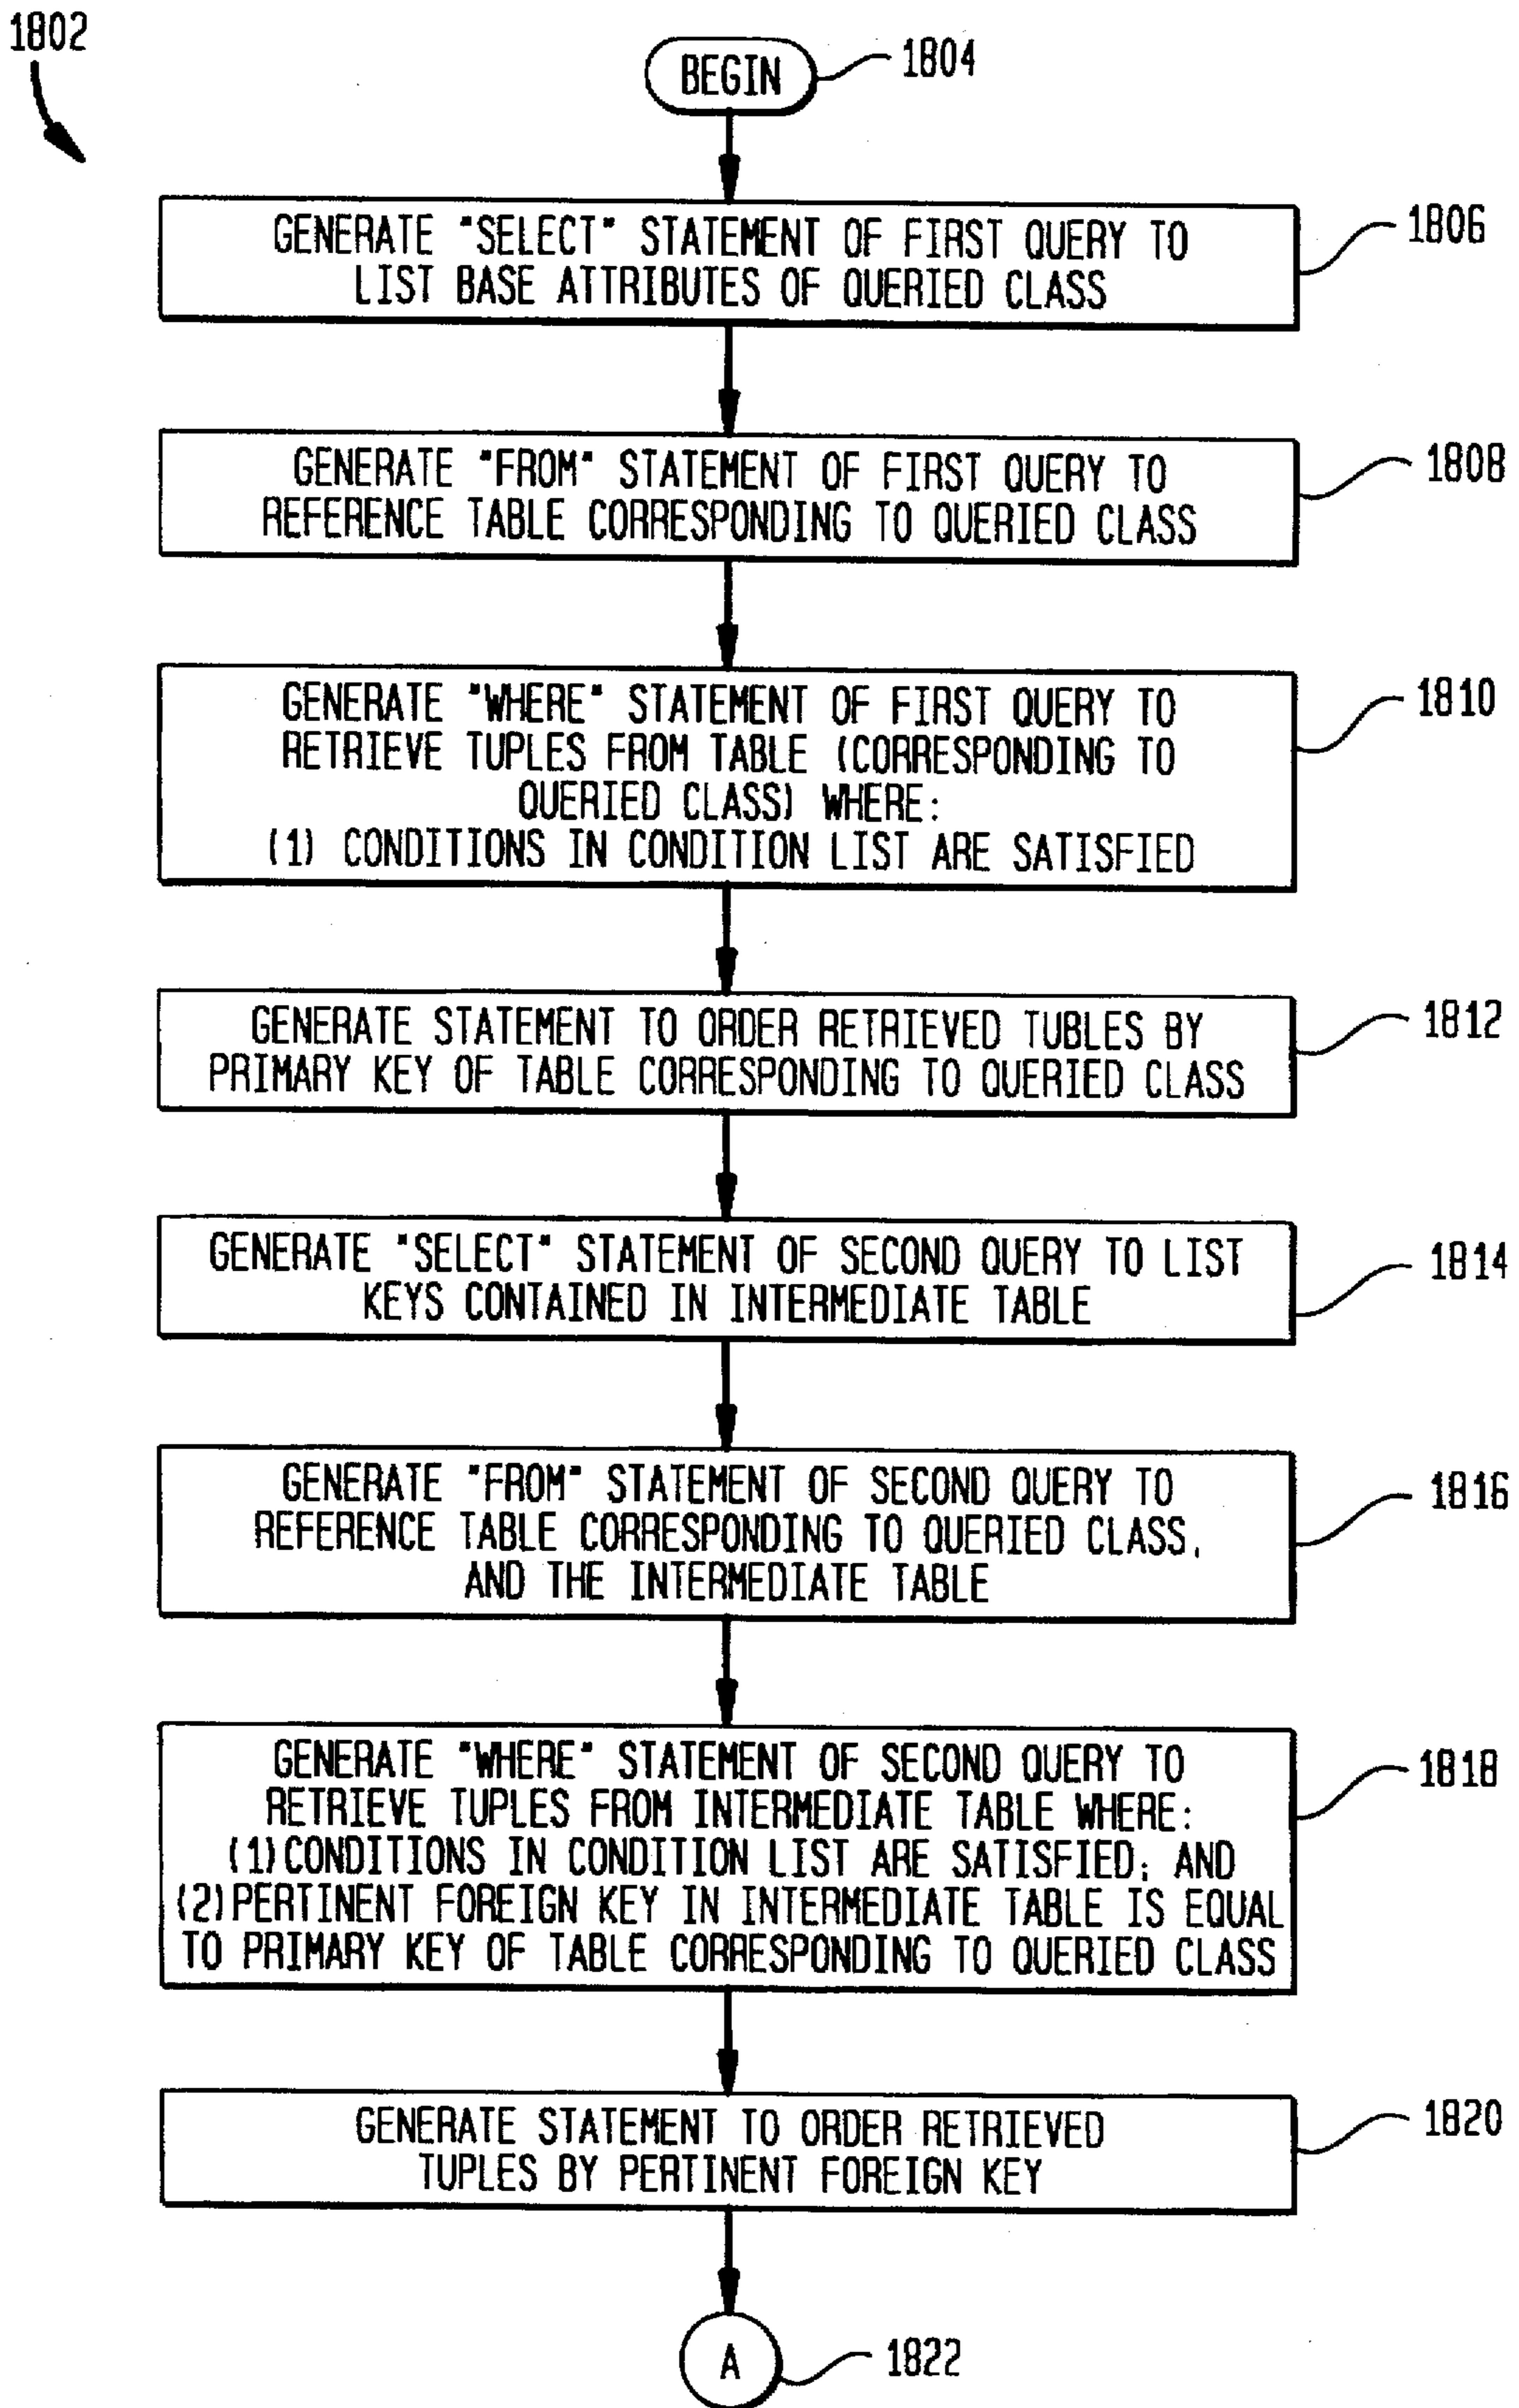 1802
BEGIN
1804
GENERATE "SELECT" STATEMENT OF FIRST QUERY TO
LIST BASE ATTRIBUTES OF QUERIED CLASS
1806
GENERATE "FROM" STATEMENT OF FIRST QUERY TO
REFERENCE TABLE CORRESPONDING TO QUERIED CLASS
1808
GENERATE "WHERE" STATEMENT OF FIRST QUERY TO
RETRIEVE TUPLES FROM TABLE (CORRESPONDING TO
QUERIED CLASS) WHERE:
(1) CONDITIONS IN CONDITION LIST ARE SATISFIED
1810
GENERATE STATEMENT TO ORDER RETRIEVED TUBLES BY
PRIMARY KEY OF TABLE CORRESPONDING TO QUERIED CLASS
1812
GENERATE "SELECT" STATEMENT OF SECOND QUERY TO LIST
KEYS CONTAINED IN INTERMEDIATE TABLE
1814
GENERATE "FROM" STATEMENT OF SECOND QUERY TO
REFERENCE TABLE CORRESPONDING TO QUERIED CLASS,
AND THE INTERMEDIATE TABLE
1816
GENERATE "WHERE" STATEMENT OF SECOND QUERY TO
RETRIEVE TUPLES FROM INTERMEDIATE TABLE WHERE:
(1) CONDITIONS IN CONDITION LIST ARE SATISFIED; AND
(2) PERTINENT FOREIGN KEY IN INTERMEDIATE TABLE IS EQUAL
TO PRIMARY KEY OF TABLE CORRESPONDING TO QUERIED CLASS
1818
GENERATE STATEMENT TO ORDER RETRIEVED
TUPLES BY PERTINENT FOREIGN KEY
1820
A
1822